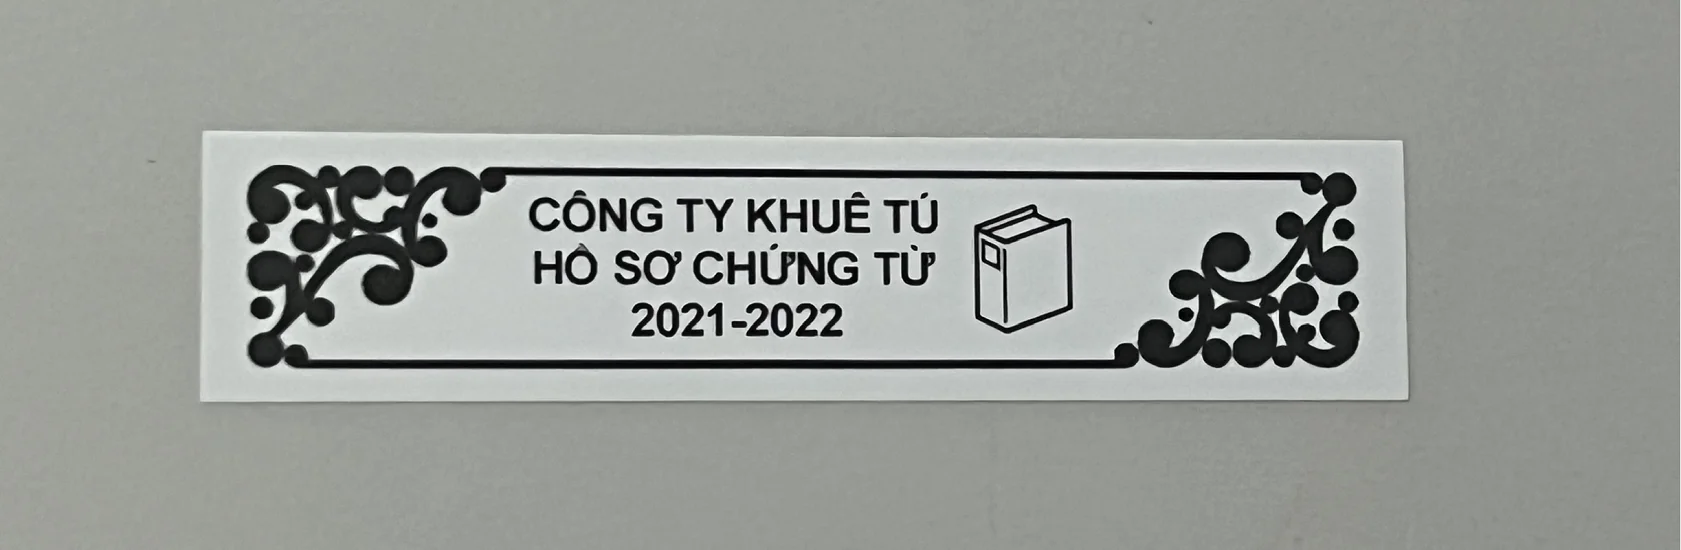 CÔNG TY KHUÊ TÚ
HỒ SƠ CHỨNG TỪ
2021-2022